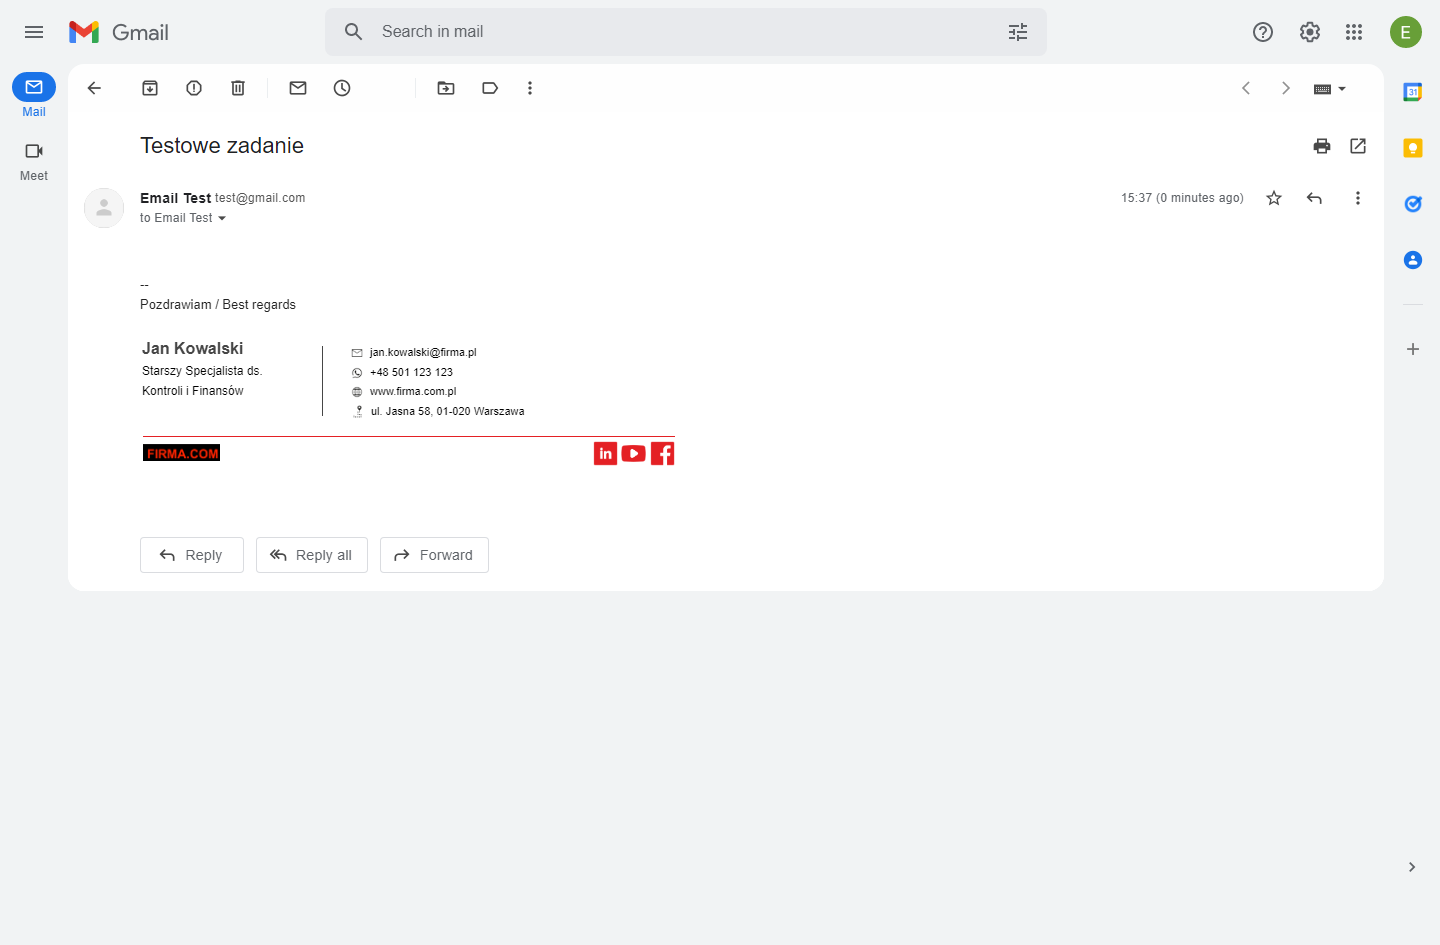 Gmail
Search in mail
E
Mail
Meet
31
Testowe zadanie
Email Test test@gmail.com
15:37 (0 minutes ago)
to Email Test
--
Pozdrawiam / Best regards
Jan Kowalski
Starszy Specjalista ds.
Kontroli i Finansów
jan.kowalski@firma.pl
+48 501 123 123
www.firma.com.pl
ul. Jasna 58, 01-020 Warszawa
FIRMA.COM
in
Reply
Reply all
Forward